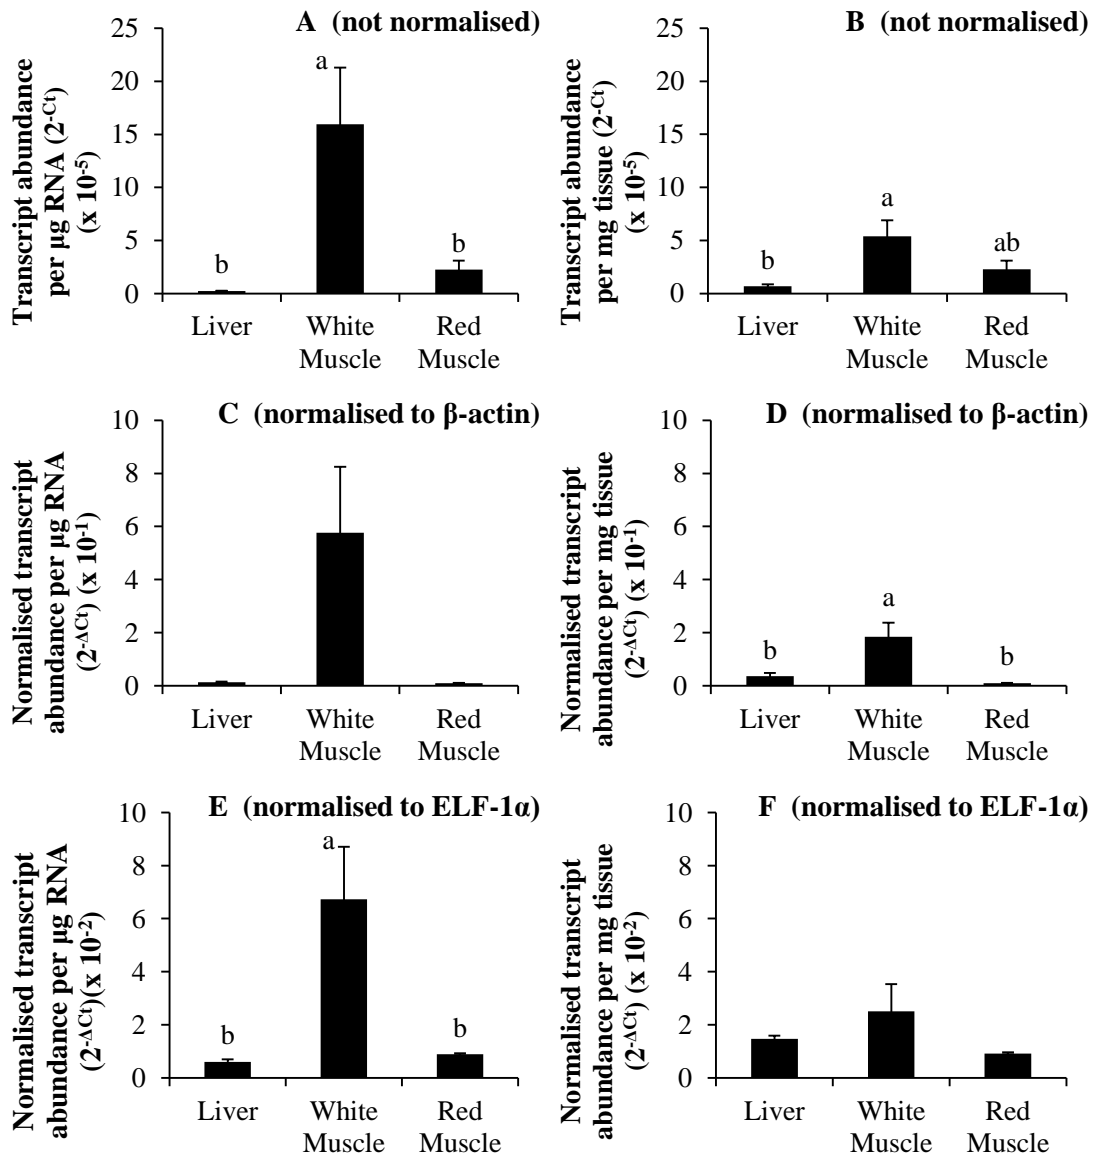 A (not normalised)
Transcript abundance
per µg RNA (2^-Ct)
(x 10^-5)
25
20
15
10
5
0
a
b
b
Liver
White
Muscle
Red
Muscle
B (not normalised)
Transcript abundance
per mg tissue (2^-Ct)
(x 10^-5)
25
20
15
10
5
0
b
a
ab
Liver
White
Muscle
Red
Muscle
C (normalised to β-actin)
Normalised transcript
abundance per µg RNA
(2^-ΔCt) (x 10^-1)
10
8
6
4
2
0
Liver
White
Muscle
Red
Muscle
D (normalised to β-actin)
Normalised transcript
abundance per mg tissue
(2^-ΔCt) (x 10^-1)
10
8
6
4
2
0
b
a
b
Liver
White
Muscle
Red
Muscle
E (normalised to ELF-1α)
Normalised transcript
abundance per µg RNA
(2^-ΔCt)(x 10^-2)
10
8
6
4
2
0
b
a
b
Liver
White
Muscle
Red
Muscle
F (normalised to ELF-1α)
Normalised transcript
abundance per mg tissue
(2^-ΔCt) (x 10^-2)
10
8
6
4
2
0
Liver
White
Muscle
Red
Muscle